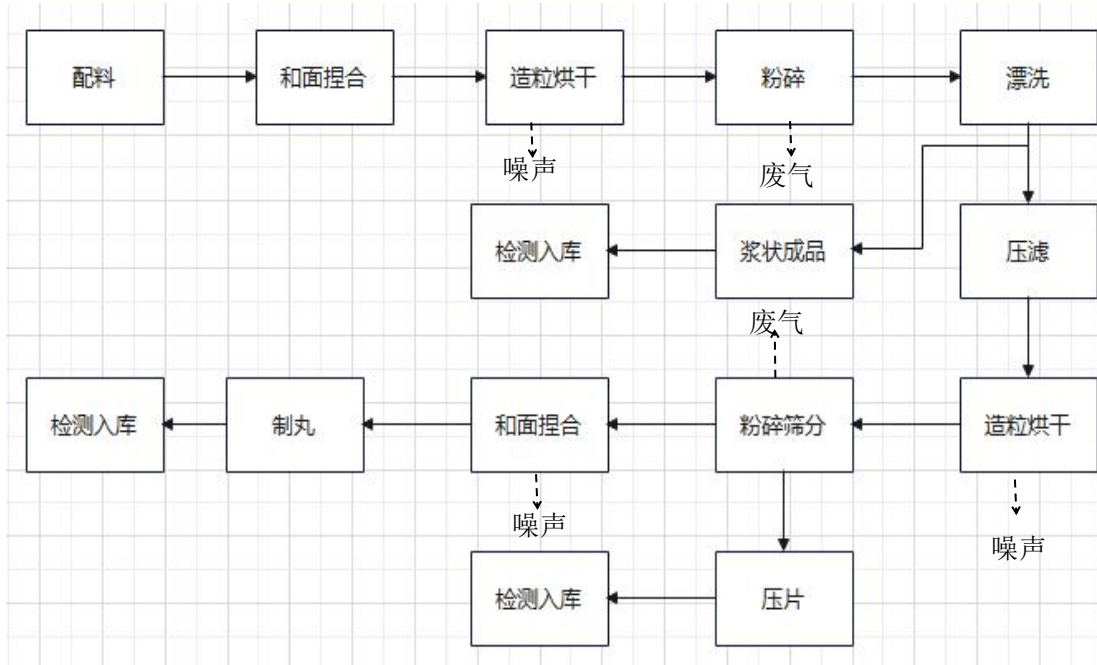 配料
和面捏合
造粒烘干
粉碎
漂洗
噪声
废气
检测入库
浆状成品
压滤
废气
检测入库
制丸
和面捏合
粉碎筛分
造粒烘干
噪声
噪声
检测入库
压片